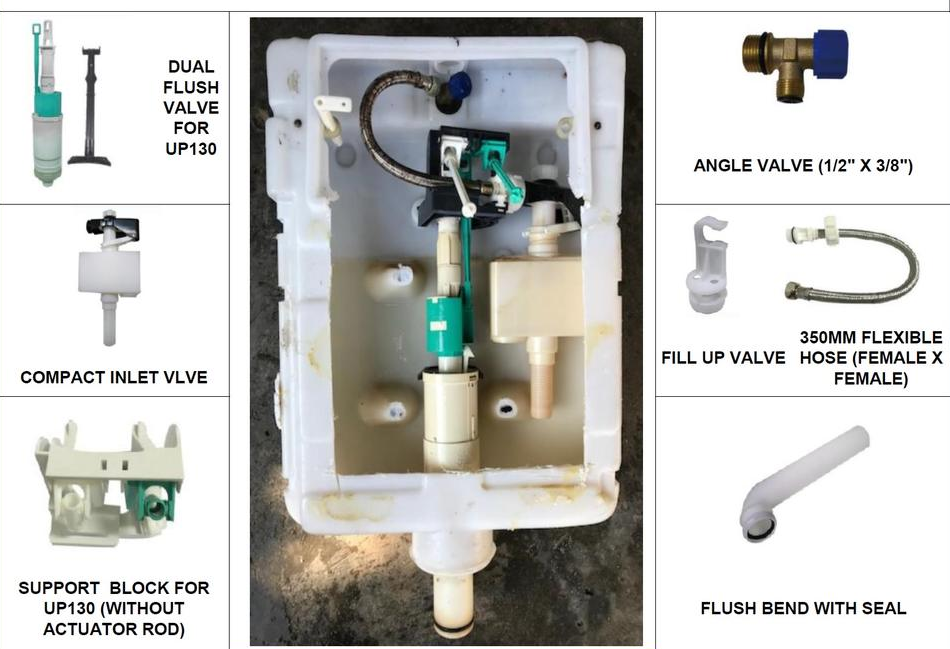 DUAL
FLUSH
VALVE
FOR
UP130
COMPACT INLET VLVE
SUPPORT BLOCK FOR
UP130 (WITHOUT
ACTUATOR ROD)
ANGLE VALVE (1/2" X 3/8")
FILL UP VALVE
350MM FLEXIBLE
HOSE (FEMALE X
FEMALE)
FLUSH BEND WITH SEAL